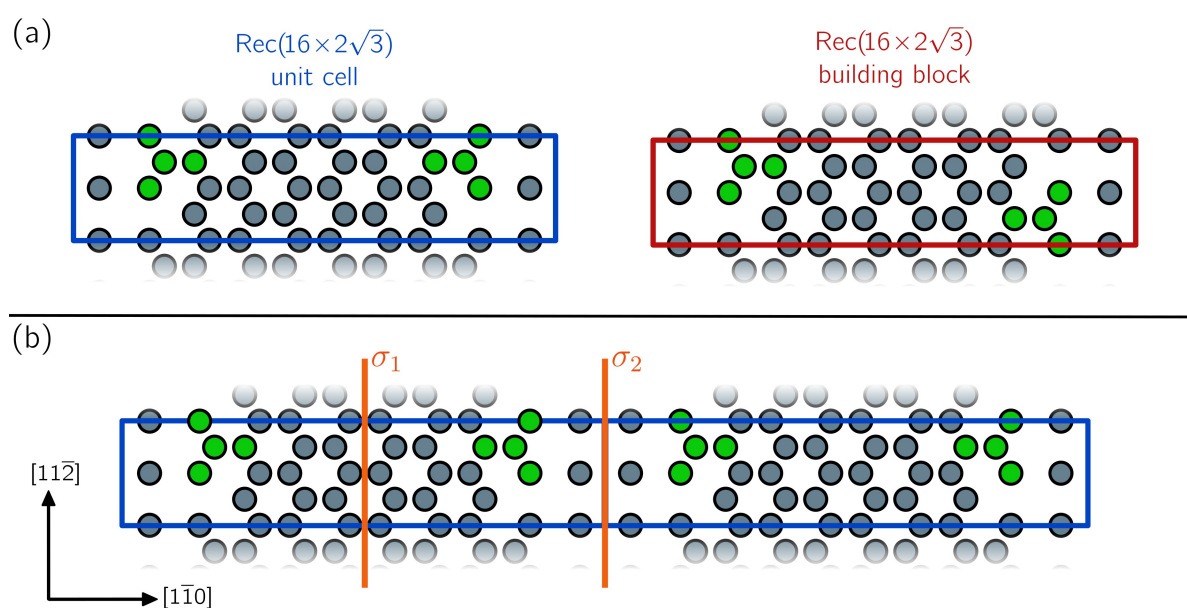 (a)
Rec(16×2√3)
unit cell
Rec(16×2√3)
building block
(b)
σ₁
σ₂
[112̅]
[11̅0]